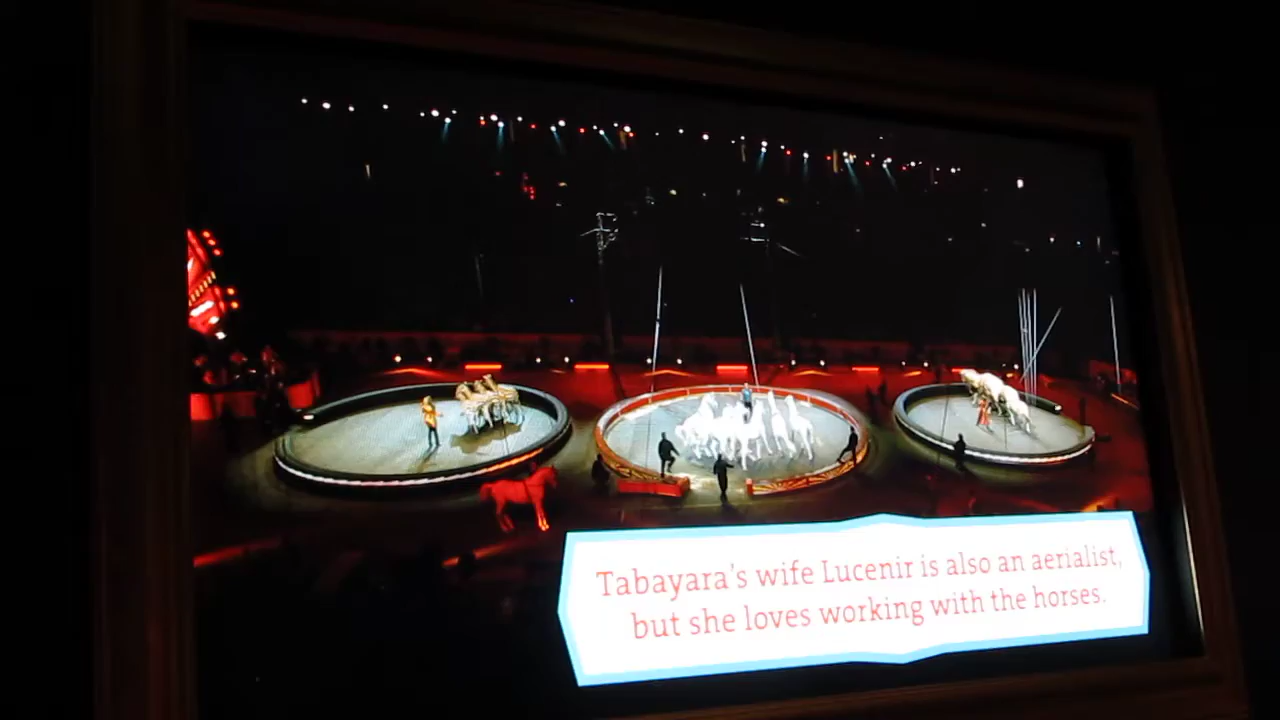 Tabayara's wife Lucenir is also an aerialist,
but she loves working with the horses.